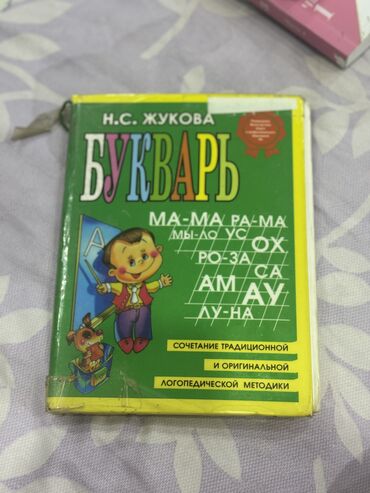 Н.С. ЖУКОВА
БУКВАРЬ
МА-МА РА-МА
МЫ-ЛО УС ОХ
РО-ЗА СА
АМ АУ
ЛУ-НА
А
СОЧЕТАНИЕ ТРАДИЦИОННОЙ
И ОРИГИНАЛЬНОЙ
ЛОГОПЕДИЧЕСКОЙ МЕТОДИКИ